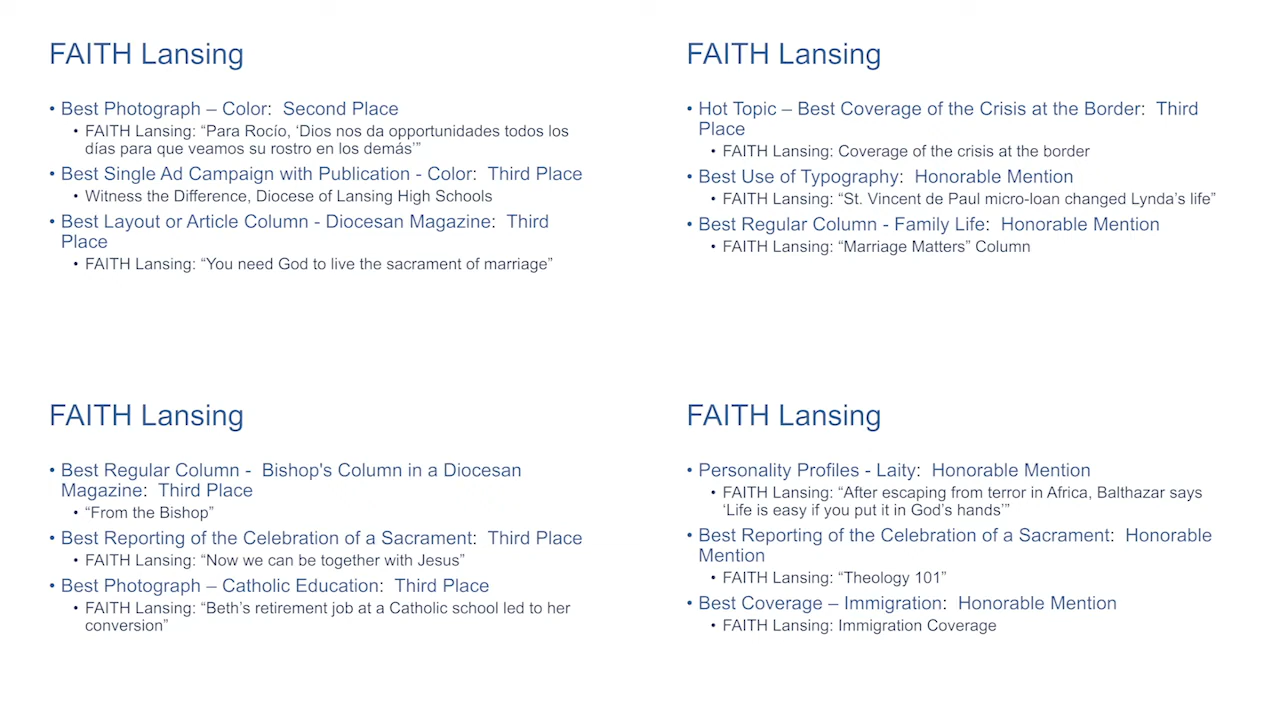 FAITH Lansing
• Best Photograph – Color:  Second Place
• FAITH Lansing: “Para Rocío, ‘Dios nos da opportunidades todos los
días para que veamos su rostro en los demás’”
• Best Single Ad Campaign with Publication - Color:  Third Place
• Witness the Difference, Diocese of Lansing High Schools
• Best Layout or Article Column - Diocesan Magazine:  Third
Place
• FAITH Lansing: “You need God to live the sacrament of marriage”
FAITH Lansing
• Hot Topic – Best Coverage of the Crisis at the Border:  Third
Place
• FAITH Lansing: Coverage of the crisis at the border
• Best Use of Typography:  Honorable Mention
• FAITH Lansing: “St. Vincent de Paul micro-loan changed Lynda’s life”
• Best Regular Column - Family Life:  Honorable Mention
• FAITH Lansing: “Marriage Matters” Column
FAITH Lansing
• Best Regular Column -  Bishop's Column in a Diocesan
Magazine:  Third Place
• “From the Bishop”
• Best Reporting of the Celebration of a Sacrament:  Third Place
• FAITH Lansing: “Now we can be together with Jesus”
• Best Photograph – Catholic Education:  Third Place
• FAITH Lansing: “Beth’s retirement job at a Catholic school led to her
conversion”
FAITH Lansing
• Personality Profiles - Laity:  Honorable Mention
• FAITH Lansing: “After escaping from terror in Africa, Balthazar says
‘Life is easy if you put it in God’s hands’”
• Best Reporting of the Celebration of a Sacrament:  Honorable
Mention
• FAITH Lansing: “Theology 101”
• Best Coverage – Immigration:  Honorable Mention
• FAITH Lansing: Immigration Coverage